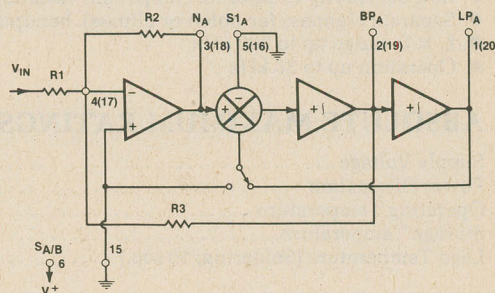 R2
N_A
S1_A
BP_A
LP_A
3(18)
5(16)
2(19)
1(20)
V_IN
R1
4(17)
−
+
+
−
−
+∫
+∫
R3
S_A/B
6
V+
15